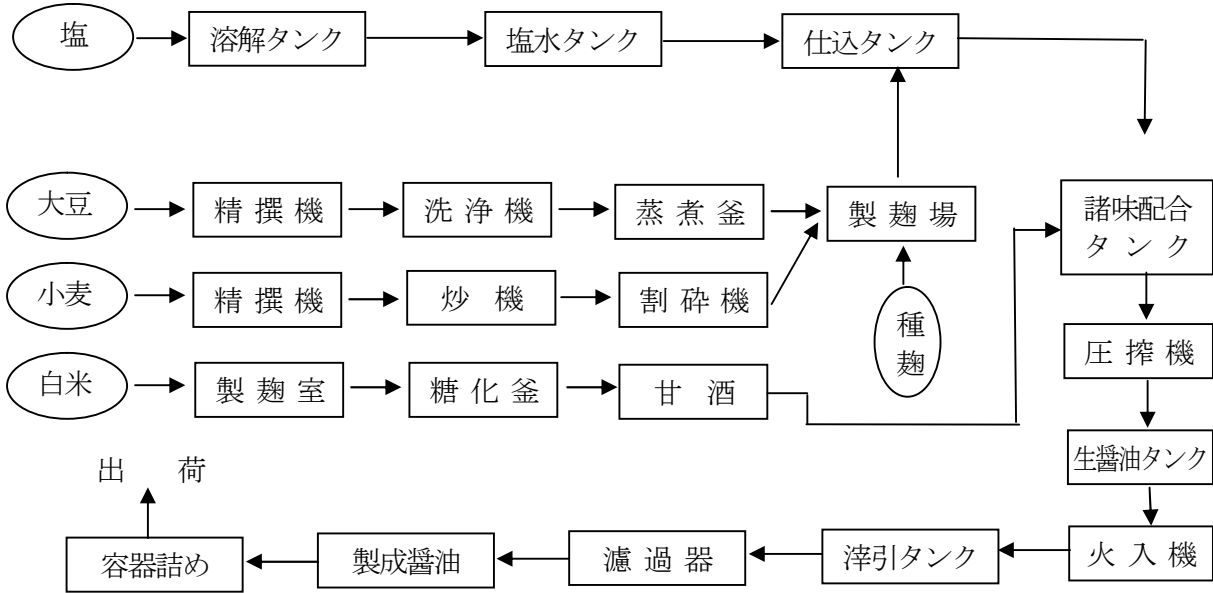 塩
溶解タンク
塩水タンク
仕込タンク
大豆
精撰機
洗浄機
蒸煮釜
製麹場
諸味配合
タンク
小麦
精撰機
炒機
割砕機
種
麹
圧搾機
白米
製麹室
糖化釜
甘酒
生醤油タンク
出荷
容器詰め
製成醤油
濾過器
滓引タンク
火入機